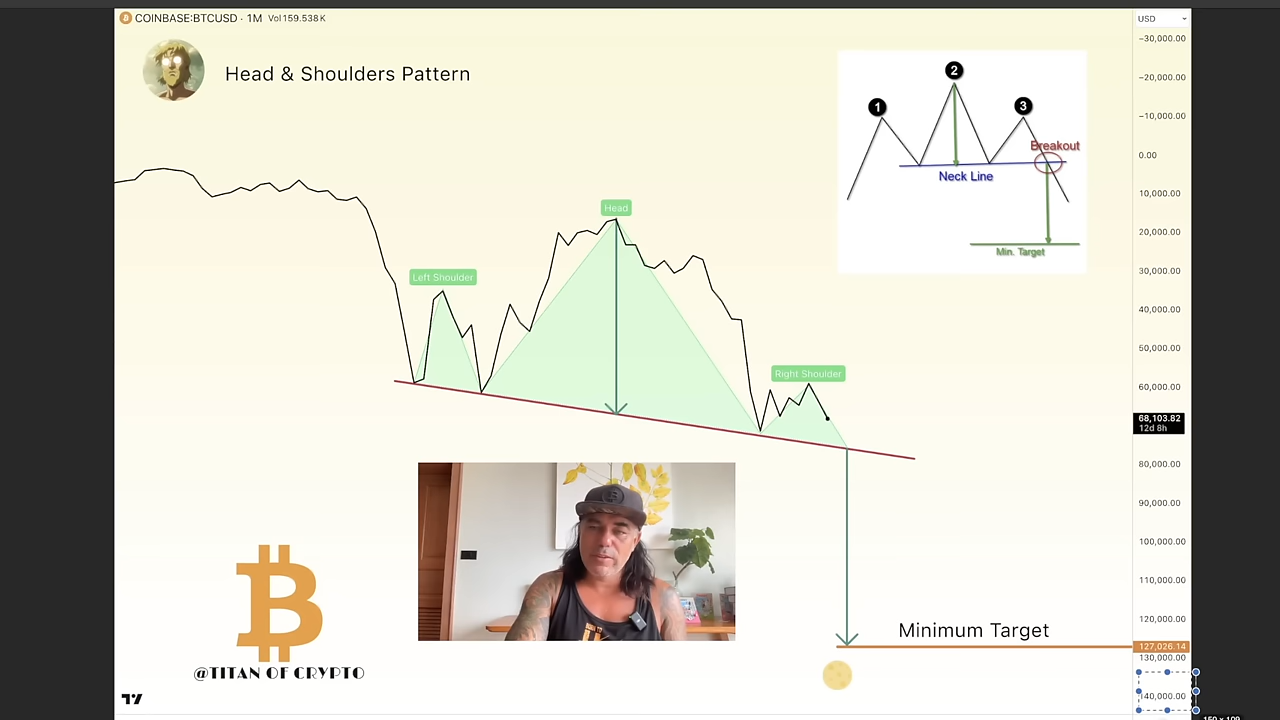 COINBASE:BTCUSD · 1M Vol159.538K
USD
Head & Shoulders Pattern
1
2
3
Breakout
Neck Line
Min. Target
Left Shoulder
Head
Right Shoulder
−30,000.00
−20,000.00
−10,000.00
0.00
10,000.00
20,000.00
30,000.00
40,000.00
50,000.00
60,000.00
68,103.82
12d 8h
80,000.00
90,000.00
100,000.00
110,000.00
120,000.00
127,026.14
130,000.00
140,000.00
Minimum Target
@TITAN OF CRYPTO
150 × 109